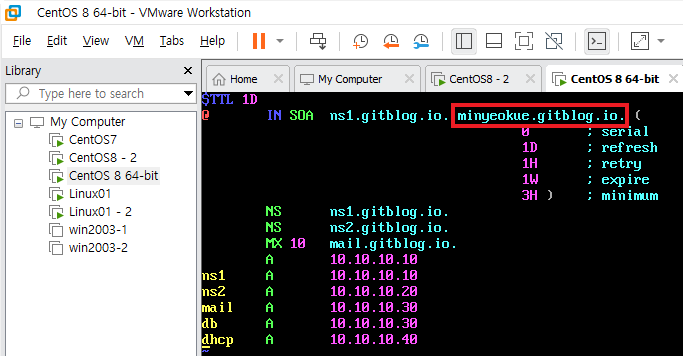 CentOS 8 64-bit - VMware Workstation
File Edit View VM Tabs Help
Library
Type here to search
My Computer
CentOS7
CentOS8 - 2
CentOS 8 64-bit
Linux01
Linux01 - 2
win2003-1
win2003-2
Home My Computer CentOS8 - 2 CentOS 8 64-bit
$TTL 1D
@ IN SOA ns1.gitblog.io. minyeokue.gitblog.io. (
0 ; serial
1D ; refresh
1H ; retry
1W ; expire
3H ) ; minimum
NS ns1.gitblog.io.
NS ns2.gitblog.io.
MX 10 mail.gitblog.io.
A 10.10.10.10
ns1 A 10.10.10.10
ns2 A 10.10.10.20
mail A 10.10.10.30
db A 10.10.10.30
dhcp A 10.10.10.40
~